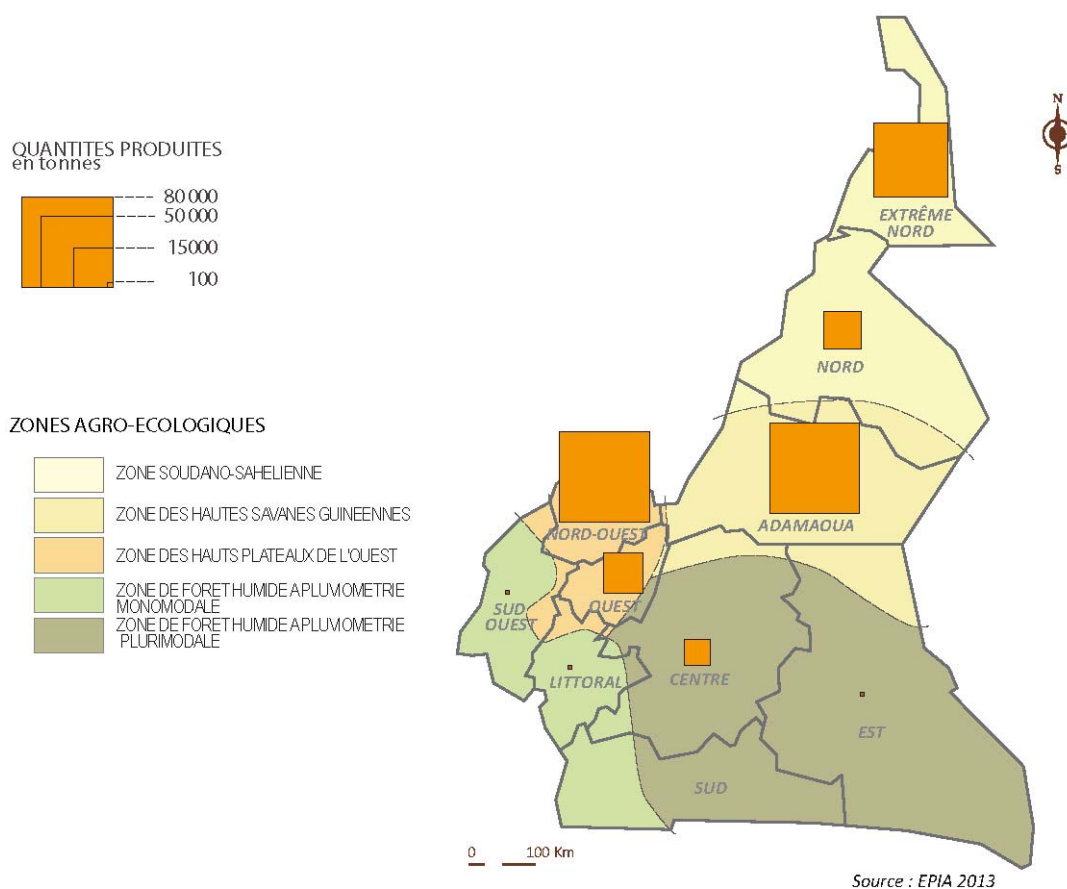 QUANTITES PRODUITES
en tonnes
80 000
50 000
15000
100
ZONES AGRO-ECOLOGIQUES
ZONE SOUDANO-SAHELIENNE
ZONE DES HAUTES SAVANES GUINEENNES
ZONE DES HAUTS PLATEAUX DE L'OUEST
ZONE DE FORET HUMIDE A PLUVIOMETRIE
MONOMODALE
ZONE DE FORET HUMIDE A PLUVIOMETRIE
PLURIMODALE
N
S
EXTRÊME
NORD
NORD
ADAMAOUA
NORD-OUEST
OUEST
SUD
OUEST
LITTORAL
CENTRE
EST
SUD
0 100 Km
Source : EPIA 2013